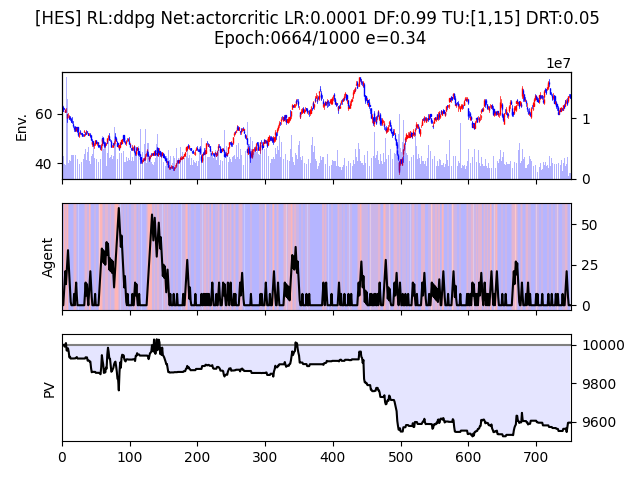 [HES] RL:ddpg Net:actorcritic LR:0.0001 DF:0.99 TU:[1,15] DRT:0.05
Epoch:0664/1000 e=0.34
1e7
Env.
60
40
1
0
Agent
50
25
0
PV
10000
9800
9600
0 100 200 300 400 500 600 700